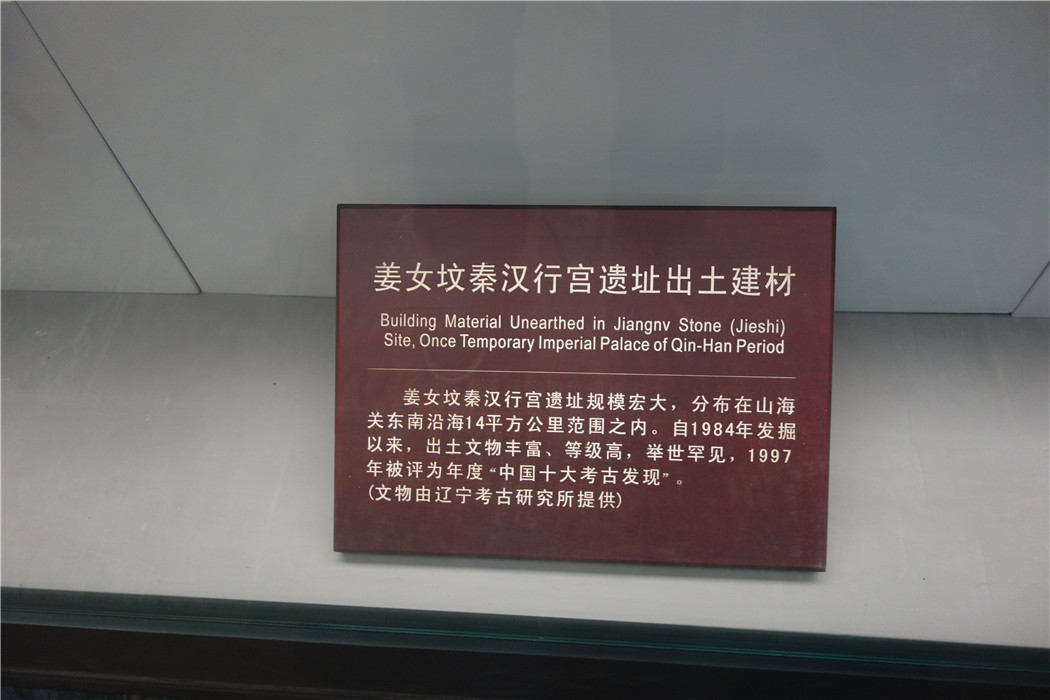 姜女坟秦汉行宫遗址出土建材
Building Material Unearthed in Jiangnv Stone (Jieshi)
Site, Once Temporary Imperial Palace of Qin-Han Period
姜女坟秦汉行宫遗址规模宏大，分布在山海
关东南沿海14平方公里范围之内。自1984年发掘
以来，出土文物丰富、等级高，举世罕见，1997
年被评为年度“中国十大考古发现”。
(文物由辽宁考古研究所提供)